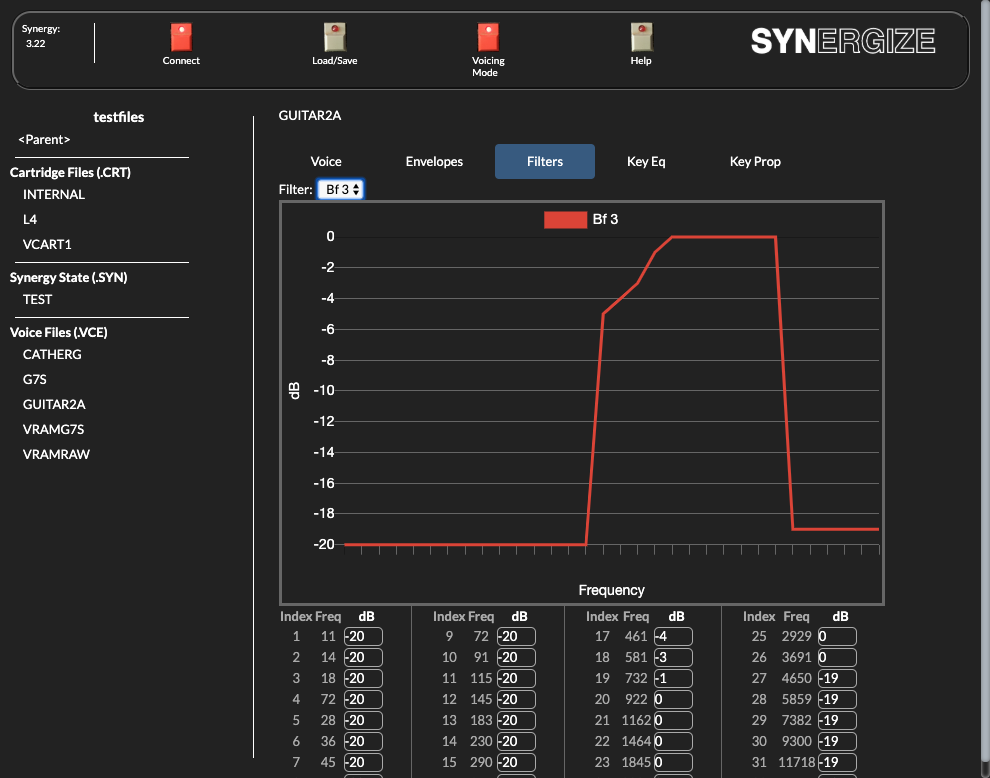 Synergy:
3.22
Connect
Load/Save
Voicing
Mode
Help
SYNERGIZE
testfiles
<Parent>
Cartridge Files (.CRT)
INTERNAL
L4
VCART1
Synergy State (.SYN)
TEST
Voice Files (.VCE)
CATHERG
G7S
GUITAR2A
VRAMG7S
VRAMRAW
GUITAR2A
Voice Envelopes Filters Key Eq Key Prop
Filter: Bf 3
Bf 3
0
-2
-4
-6
-8
-10
-12
-14
-16
-18
-20
dB
Frequency
Index Freq dB Index Freq dB Index Freq dB Index Freq dB
1 11 -20 9 72 -20 17 461 -4 25 2929 0
2 14 -20 10 91 -20 18 581 -3 26 3691 0
3 18 -20 11 115 -20 19 732 -1 27 4650 -19
4 72 -20 12 145 -20 20 922 0 28 5859 -19
5 28 -20 13 183 -20 21 1162 0 29 7382 -19
6 36 -20 14 230 -20 22 1464 0 30 9300 -19
7 45 -20 15 290 -20 23 1845 0 31 11718 -19